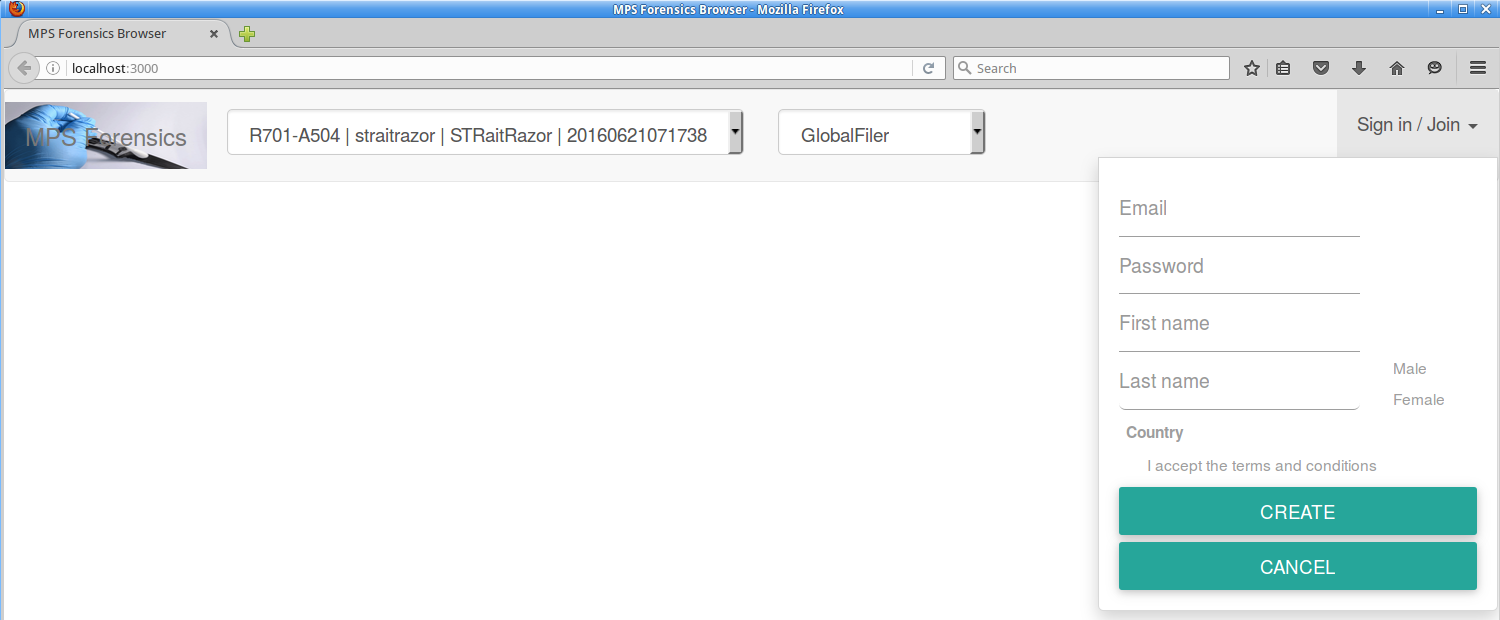 MPS Forensics Browser - Mozilla Firefox
MPS Forensics Browser
localhost:3000
Search
MPS Forensics
R701-A504 | straitrazor | STRaitRazor | 20160621071738
GlobalFiler
Sign in / Join
Email
Password
First name
Last name
Male
Female
Country
I accept the terms and conditions
CREATE
CANCEL